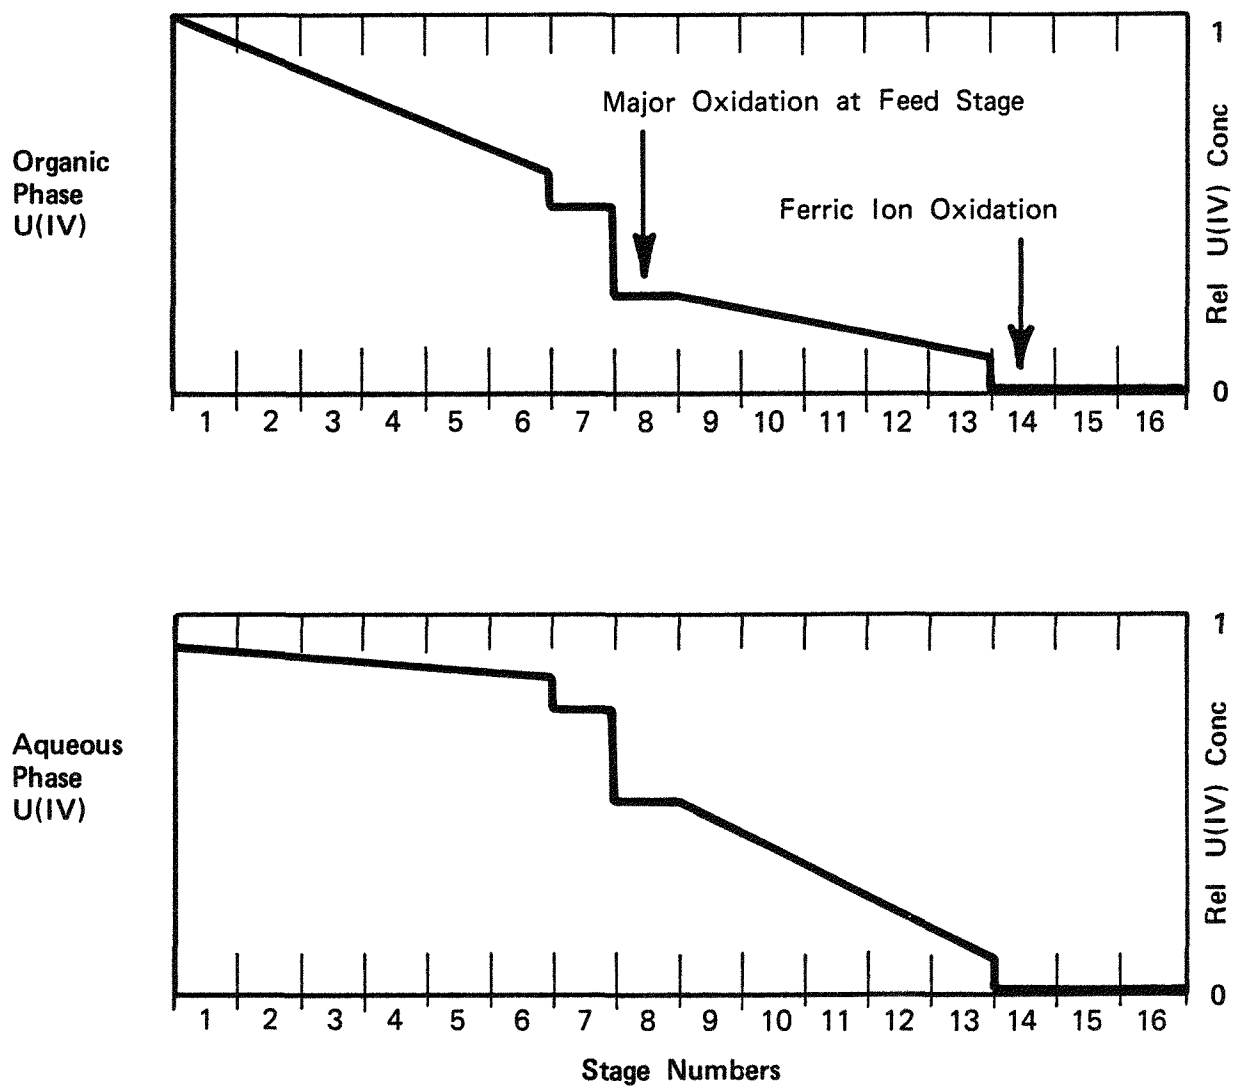 1
Major Oxidation at Feed Stage
Organic
Phase
U(IV)
Ferric Ion Oxidation
Rel U(IV) Conc
0
1 2 3 4 5 6 7 8 9 10 11 12 13 14 15 16
1
Aqueous
Phase
U(IV)
Rel U(IV) Conc
0
1 2 3 4 5 6 7 8 9 10 11 12 13 14 15 16
Stage Numbers